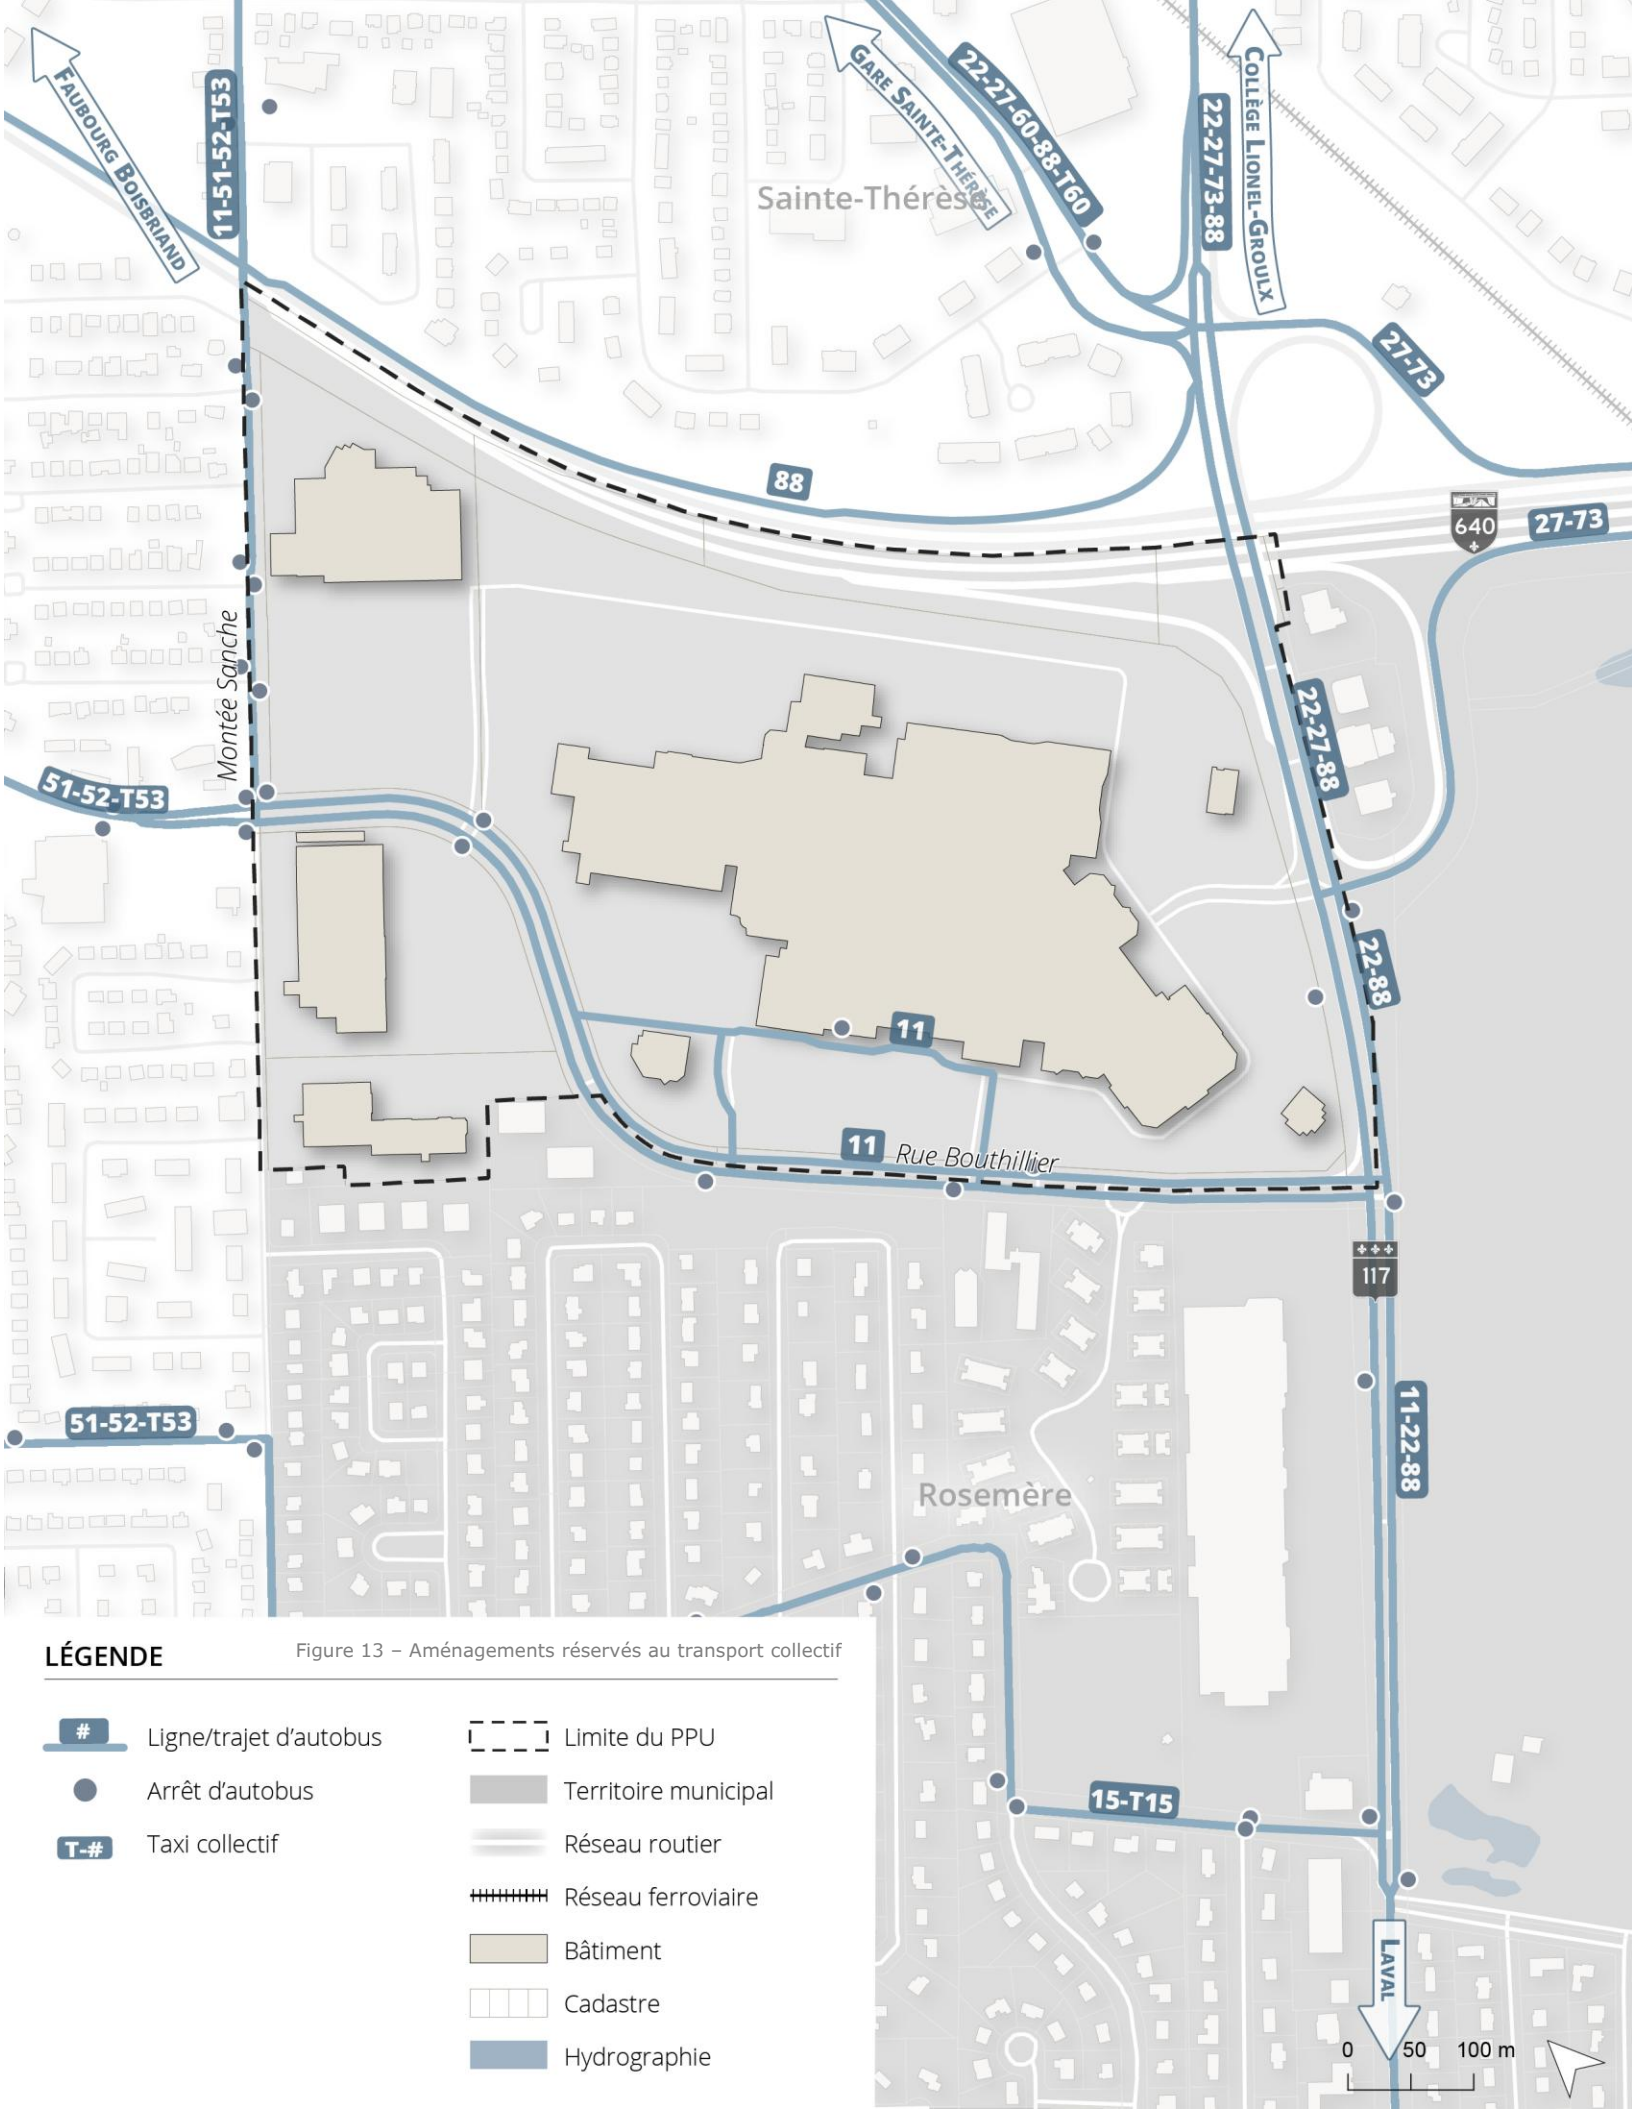 FAUBOURG BOISBRIAND
11-51-52-T53
GARE SAINTE-THÉRÈSE
22-27-60-88-T60
22-27-73-88
COLLÈGE LIONEL-GROULX
Sainte-Thérèse
27-73
88
640
27-73
Montée Sanche
22-27-88
51-52-T53
22-88
11
11
Rue Bouthillier
117
51-52-T53
11-22-88
Rosemère
15-T15
LAVAL
0 50 100 m
LÉGENDE
Figure 13 – Aménagements réservés au transport collectif
#
Ligne/trajet d'autobus
Arrêt d'autobus
T-#
Taxi collectif
Limite du PPU
Territoire municipal
Réseau routier
Réseau ferroviaire
Bâtiment
Cadastre
Hydrographie